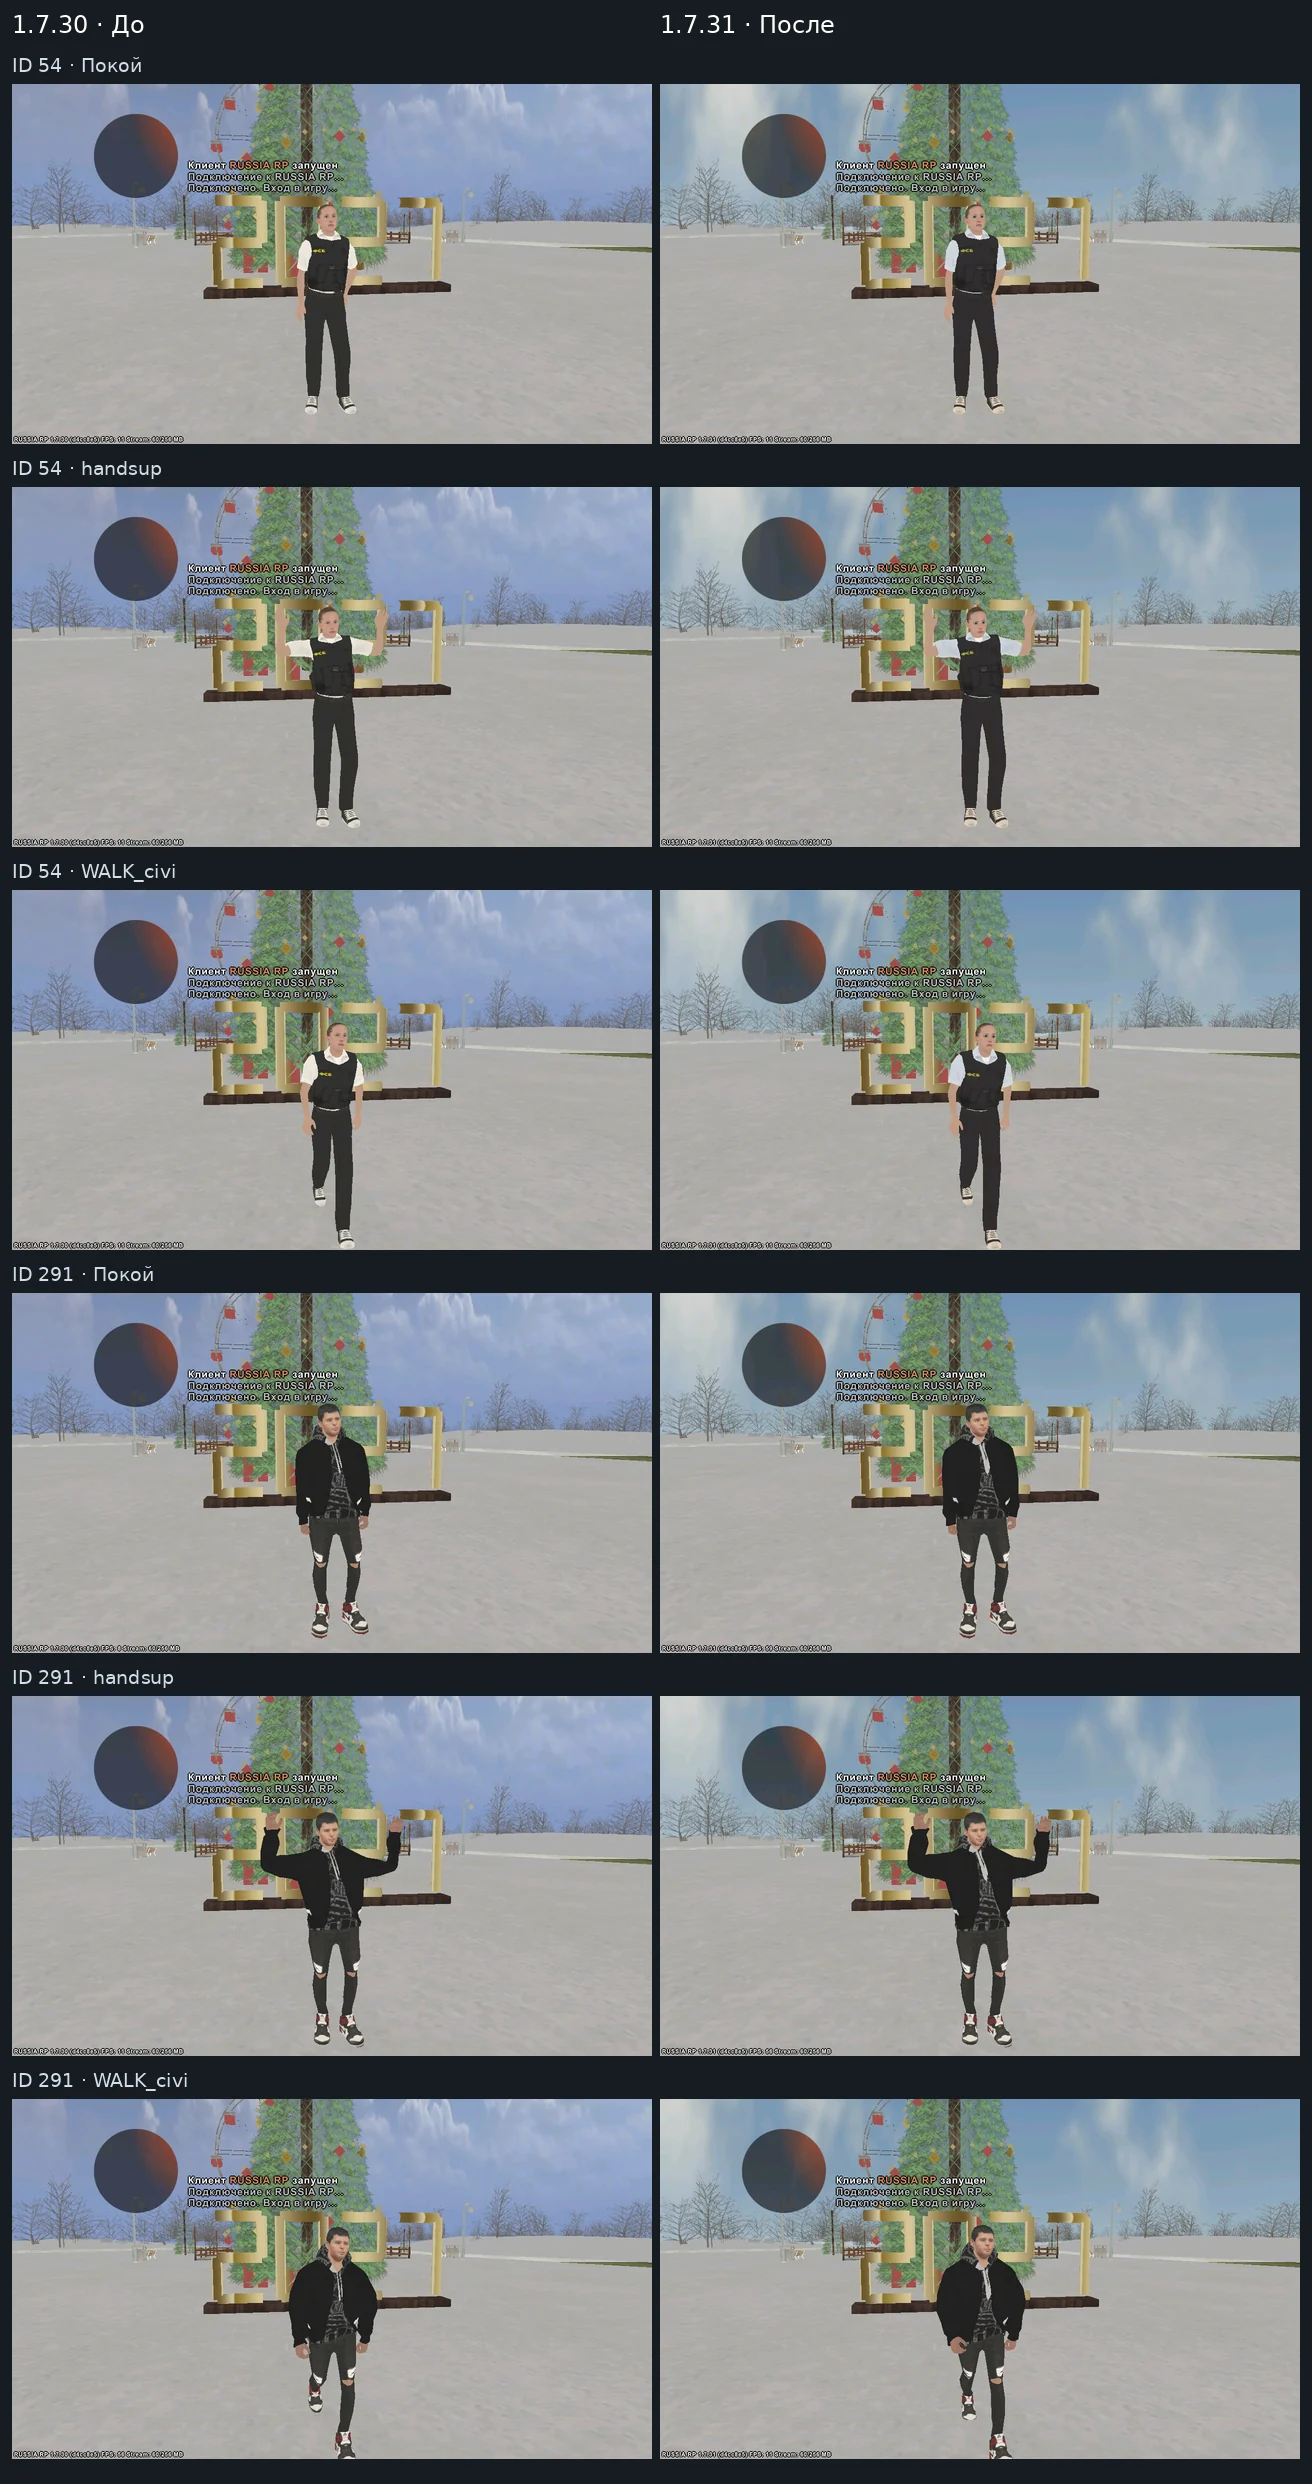 1.7.30 · До
1.7.31 · После
ID 54 · Покой
Клиент RUSSIA RP запущен
Подключение к RUSSIA RP...
Подключено. Вход в игру...
Клиент RUSSIA RP запущен
Подключение к RUSSIA RP...
Подключено. Вход в игру...
ID 54 · handsup
Клиент RUSSIA RP запущен
Подключение к RUSSIA RP...
Подключено. Вход в игру...
Клиент RUSSIA RP запущен
Подключение к RUSSIA RP...
Подключено. Вход в игру...
ID 54 · WALK_civi
Клиент RUSSIA RP запущен
Подключение к RUSSIA RP...
Подключено. Вход в игру...
Клиент RUSSIA RP запущен
Подключение к RUSSIA RP...
Подключено. Вход в игру...
ID 291 · Покой
Клиент RUSSIA RP запущен
Подключение к RUSSIA RP...
Подключено. Вход в игру...
Клиент RUSSIA RP запущен
Подключение к RUSSIA RP...
Подключено. Вход в игру...
ID 291 · handsup
Клиент RUSSIA RP запущен
Подключение к RUSSIA RP...
Подключено. Вход в игру...
Клиент RUSSIA RP запущен
Подключение к RUSSIA RP...
Подключено. Вход в игру...
ID 291 · WALK_civi
Клиент RUSSIA RP запущен
Подключение к RUSSIA RP...
Подключено. Вход в игру...
Клиент RUSSIA RP запущен
Подключение к RUSSIA RP...
Подключено. Вход в игру...